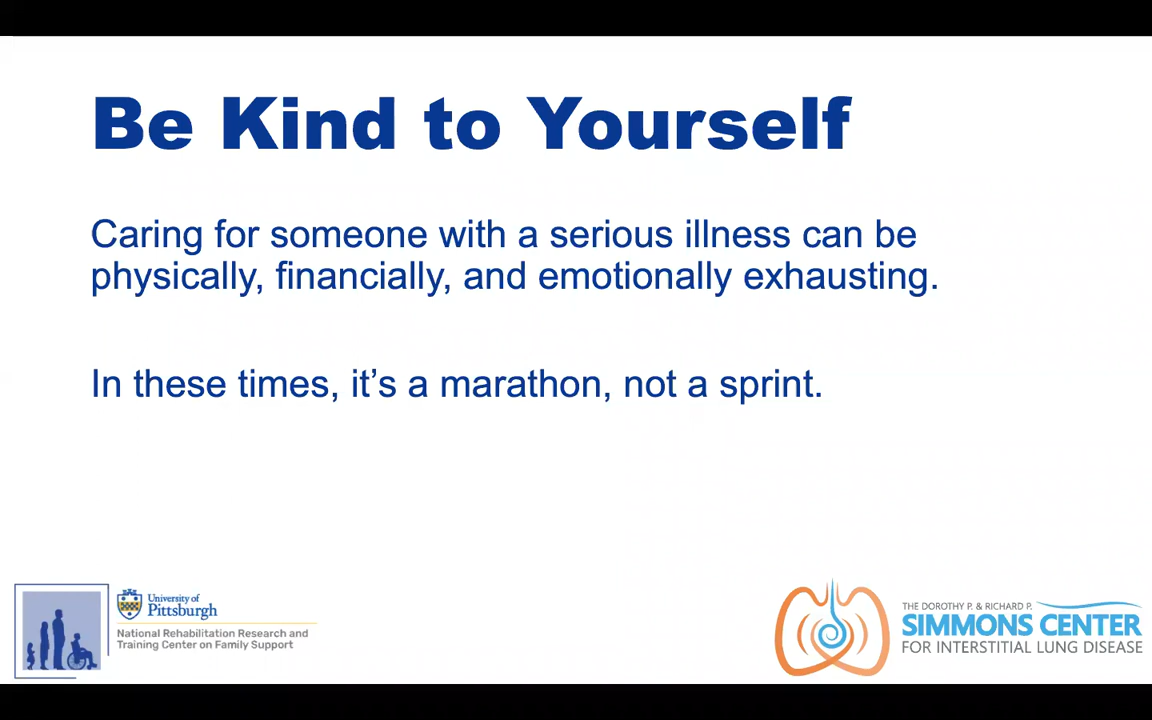 Be Kind to Yourself
Caring for someone with a serious illness can be
physically, financially, and emotionally exhausting.
In these times, it’s a marathon, not a sprint.
University of
Pittsburgh
National Rehabilitation Research and
Training Center on Family Support
THE DOROTHY P. & RICHARD P.
SIMMONS CENTER
FOR INTERSTITIAL LUNG DISEASE